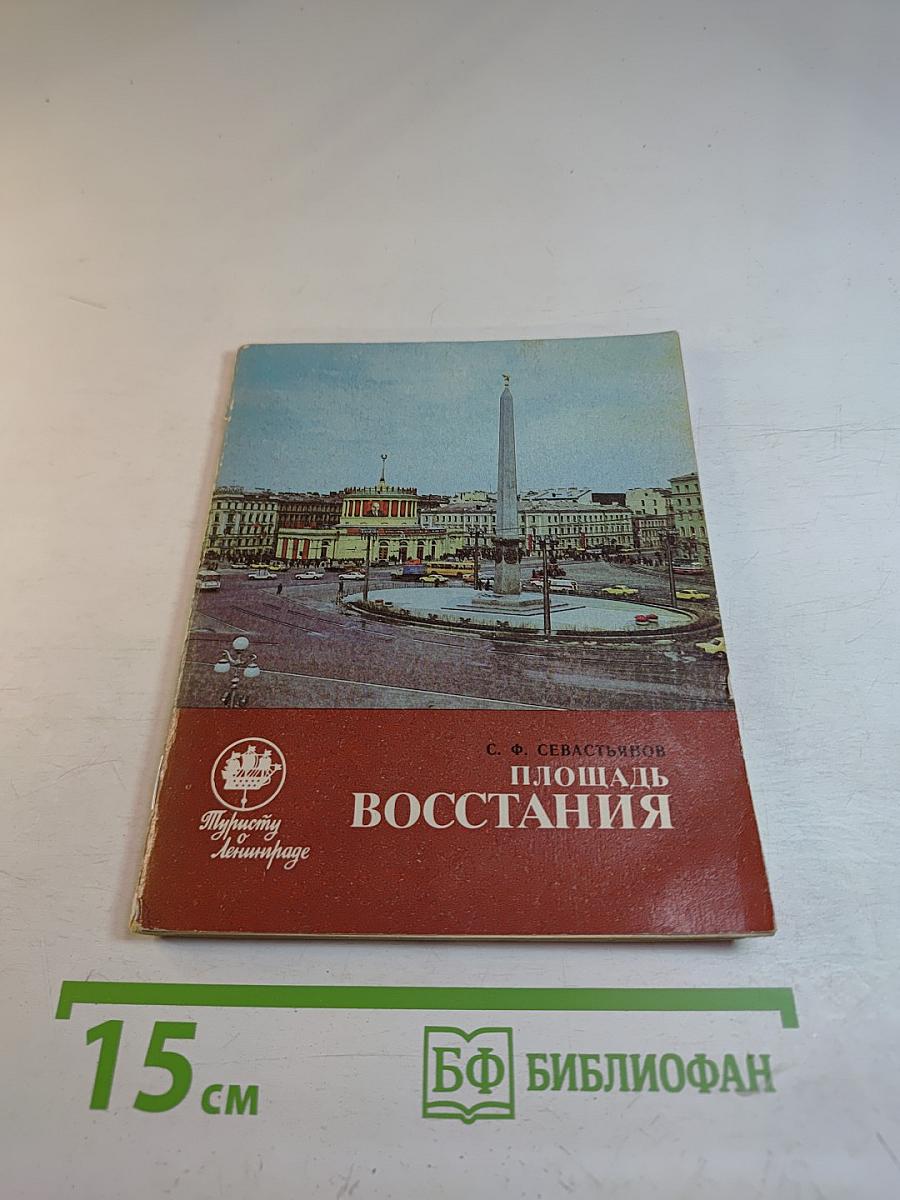 С. Ф. СЕВАСТЬЯНОВ
ПЛОЩАДЬ
ВОССТАНИЯ
Туристу
о
Ленинграде
15 см
БФ БИБЛИОФАН